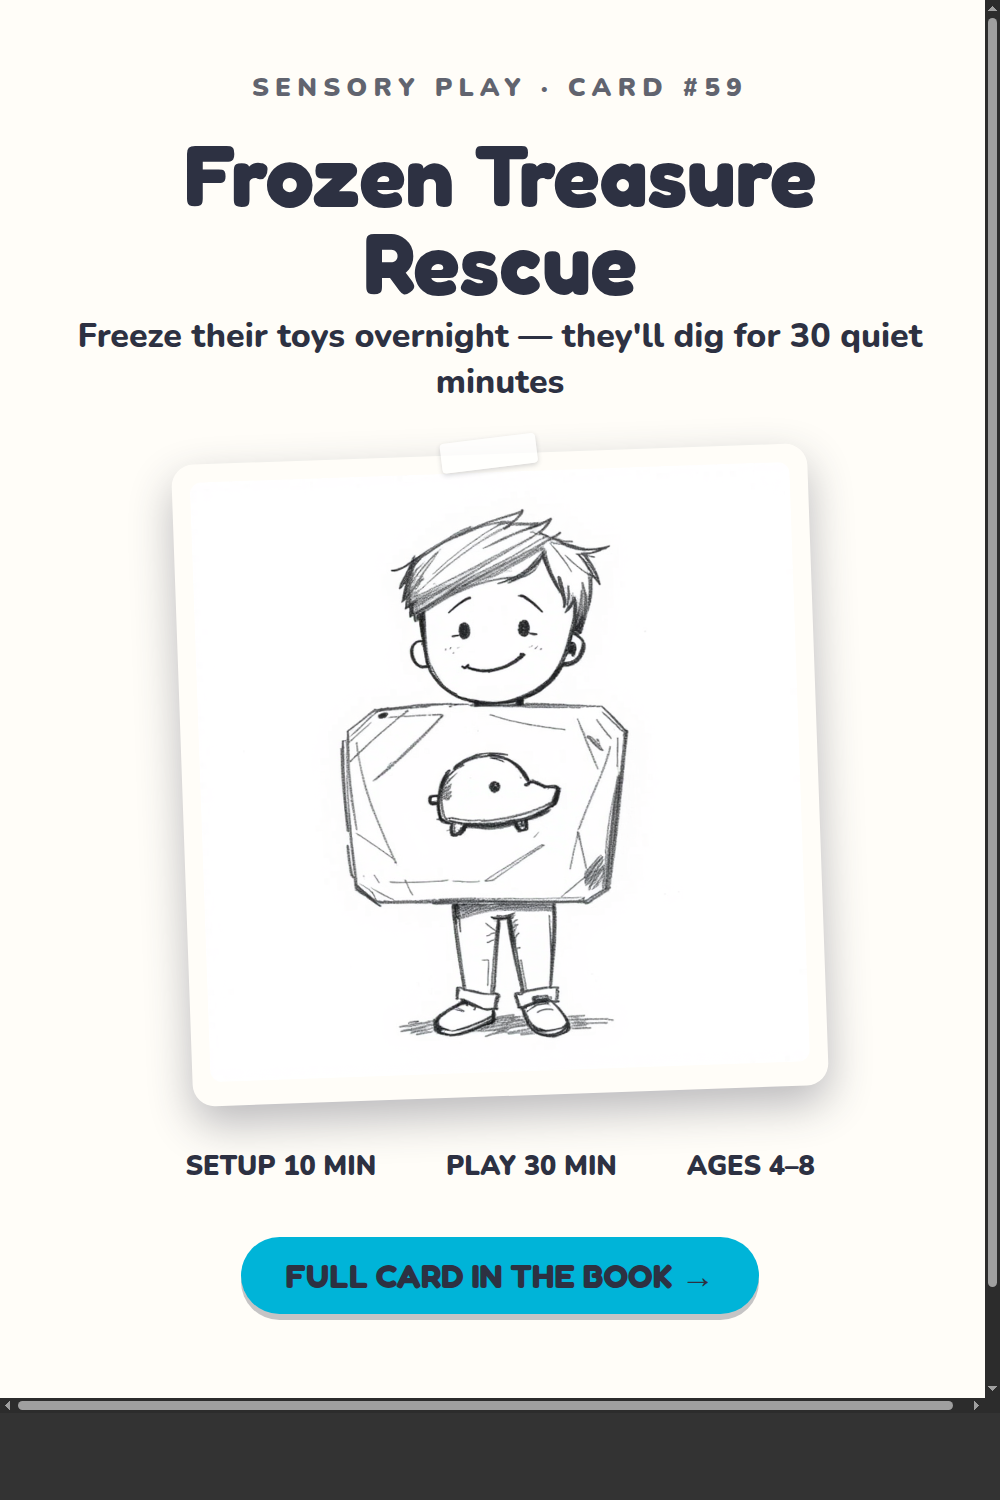 SENSORY PLAY · CARD #59
Frozen Treasure
Rescue
Freeze their toys overnight — they'll dig for 30 quiet
minutes
SETUP 10 MIN PLAY 30 MIN AGES 4–8
FULL CARD IN THE BOOK →